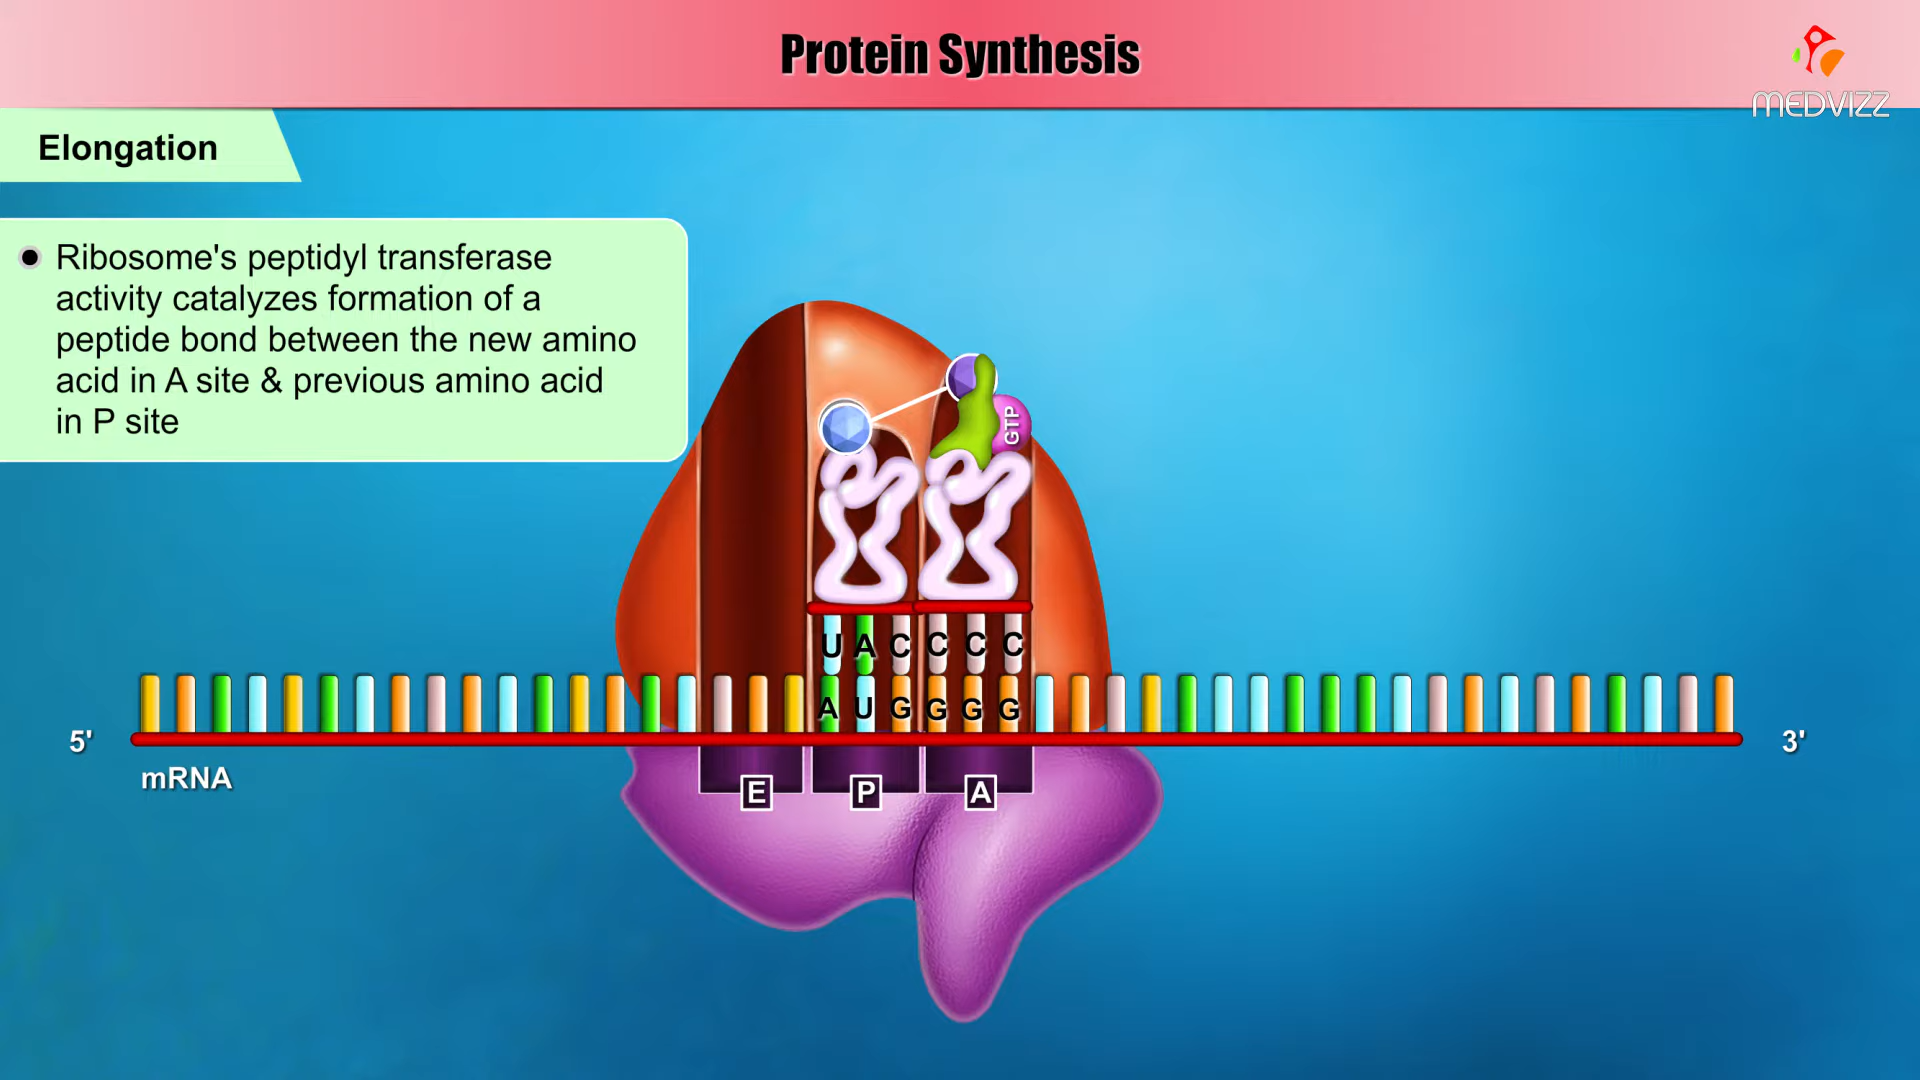 Protein Synthesis
MEDVIZZ
Elongation
Ribosome's peptidyl transferase
activity catalyzes formation of a
peptide bond between the new amino
acid in A site & previous amino acid
in P site
GTP
U A C C C C
A U G G G G
5'
3'
mRNA
E P A